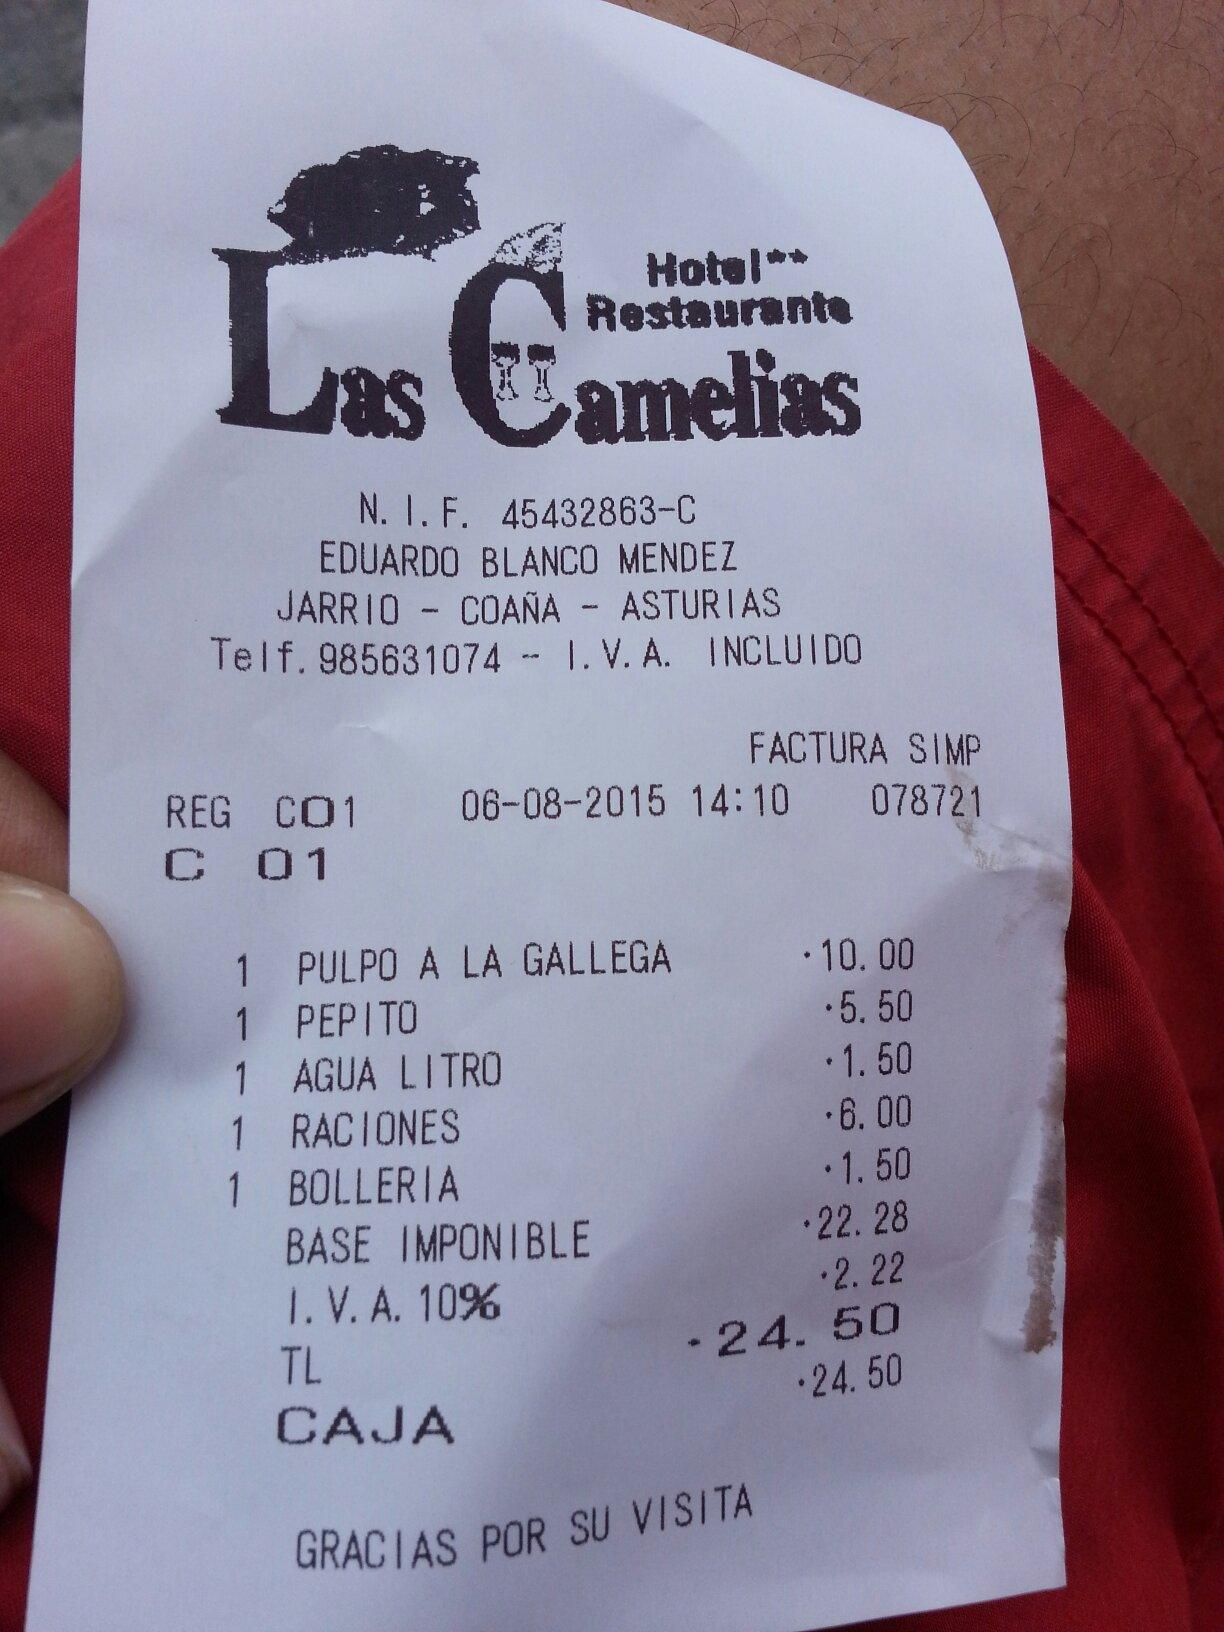 Hotel**
Restaurante
Las Camelias
N.I.F. 45432863-C
EDUARDO BLANCO MENDEZ
JARRIO - COAÑA - ASTURIAS
Telf.985631074 - I.V.A. INCLUIDO
FACTURA SIMP
REG C01 06-08-2015 14:10 078721
C 01
1 PULPO A LA GALLEGA ·10.00
1 PEPITO ·5.50
1 AGUA LITRO ·1.50
1 RACIONES ·6.00
1 BOLLERIA ·1.50
BASE IMPONIBLE ·22.28
I.V.A. 10% ·2.22
TL ·24.50
CAJA ·24.50
GRACIAS POR SU VISITA